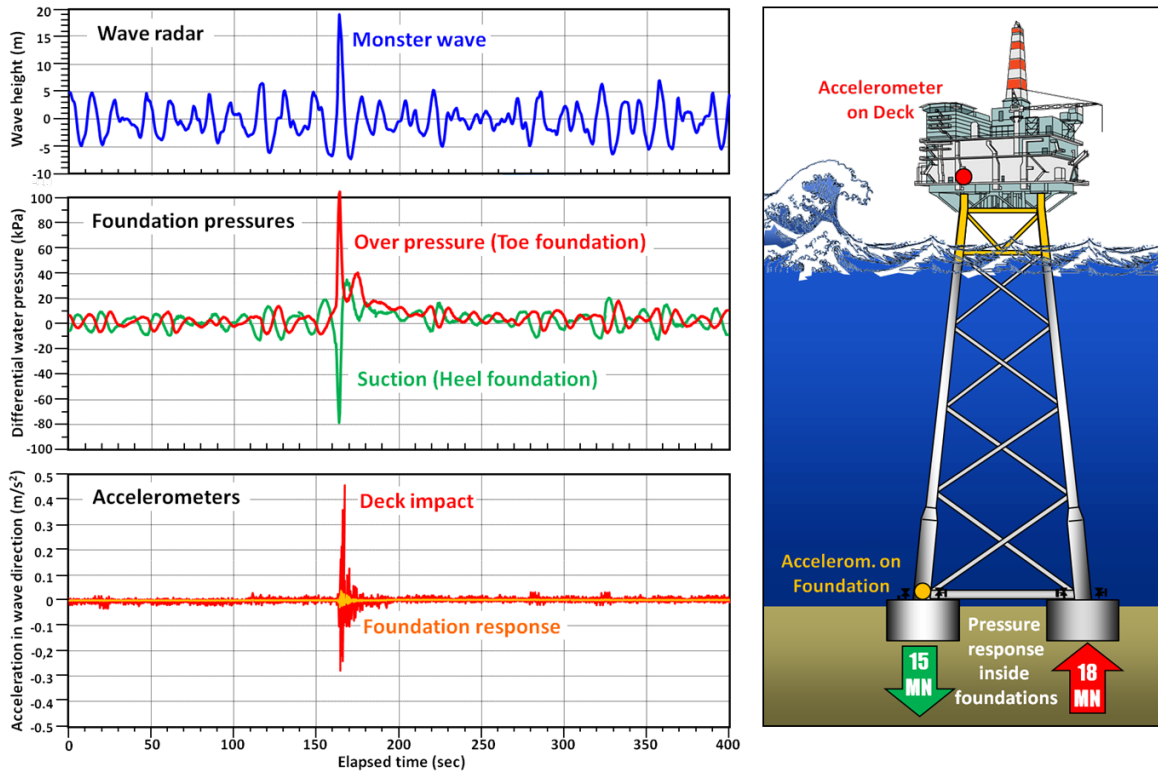 Wave radar
Monster wave
Wave height (m)
20
15
10
5
0
-5
-10
Foundation pressures
Over pressure (Toe foundation)
Suction (Heel foundation)
Differential water pressure (kPa)
100
80
60
40
20
0
-20
-40
-60
-80
-100
Accelerometers
Deck impact
Foundation response
Acceleration in wave direction (m/s²)
0.5
0.4
0.3
0.2
0.1
0
-0.1
-0.2
-0.3
-0.4
-0.5
0 50 100 150 200 250 300 350 400
Elapsed time (sec)
Accelerometer
on Deck
Accelerom. on
Foundation
Pressure
response
inside
foundations
15
MN
18
MN